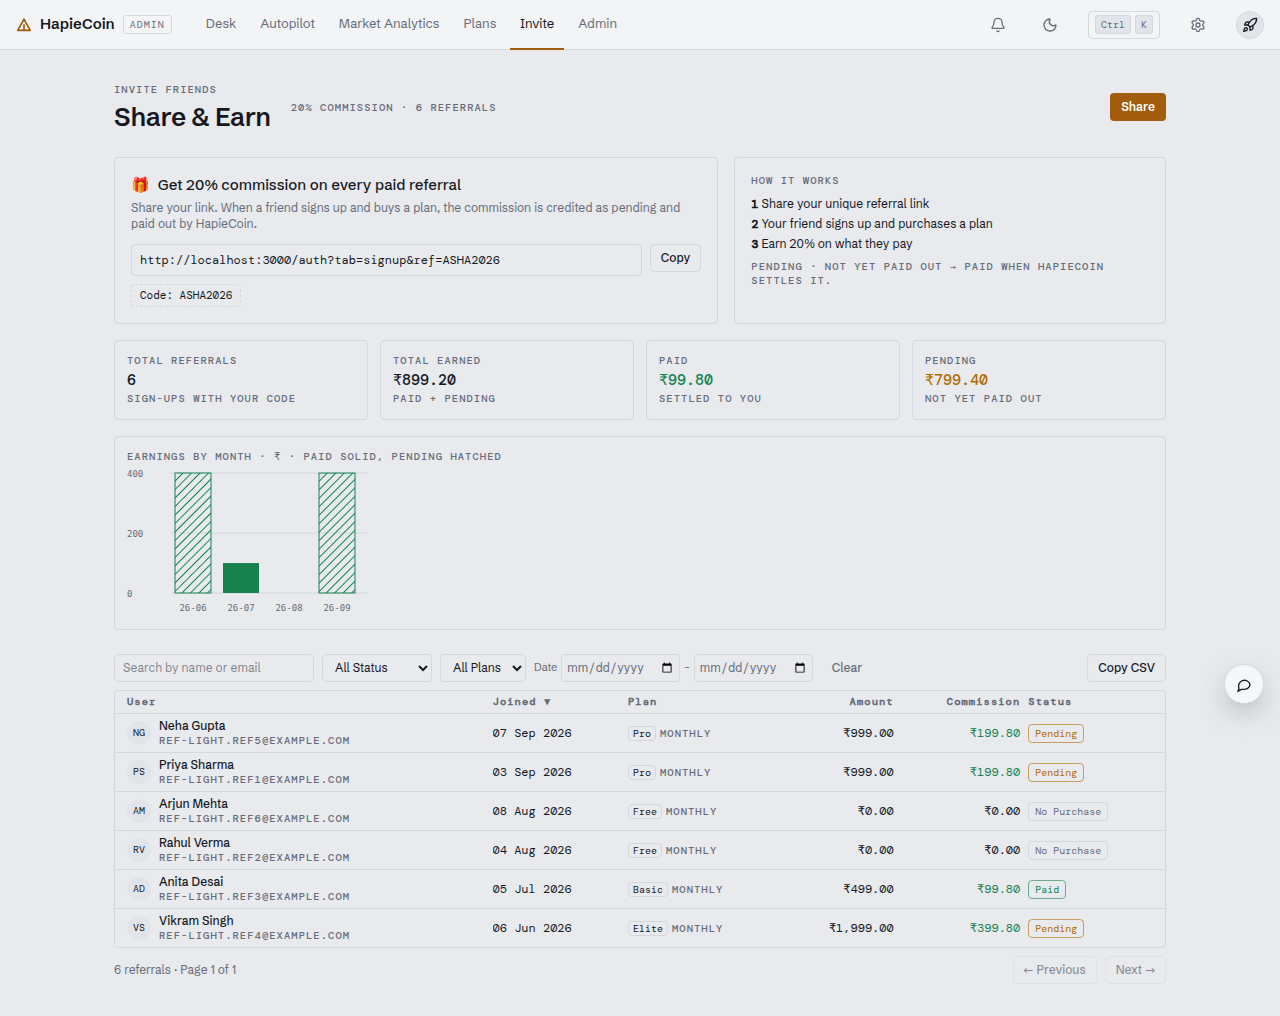 HapieCoin ADMIN Desk Autopilot Market Analytics Plans Invite Admin Ctrl K
INVITE FRIENDS
Share & Earn 20% COMMISSION · 6 REFERRALS Share
🎁 Get 20% commission on every paid referral
Share your link. When a friend signs up and buys a plan, the commission is credited as pending and
paid out by HapieCoin.
http://localhost:3000/auth?tab=signup&ref=ASHA2026 Copy
Code: ASHA2026
HOW IT WORKS
1 Share your unique referral link
2 Your friend signs up and purchases a plan
3 Earn 20% on what they pay
PENDING · NOT YET PAID OUT → PAID WHEN HAPIECOIN
SETTLES IT.
TOTAL REFERRALS
6
SIGN-UPS WITH YOUR CODE
TOTAL EARNED
₹899.20
PAID + PENDING
PAID
₹99.80
SETTLED TO YOU
PENDING
₹799.40
NOT YET PAID OUT
EARNINGS BY MONTH · ₹ · PAID SOLID, PENDING HATCHED
400
200
0
26-06 26-07 26-08 26-09
Search by name or email All Status All Plans Date mm/dd/yyyy - mm/dd/yyyy Clear Copy CSV
User Joined ▼ Plan Amount Commission Status
Neha Gupta
NG REF-LIGHT.REF5@EXAMPLE.COM 07 Sep 2026 Pro MONTHLY ₹999.00 ₹199.80 Pending
Priya Sharma
PS REF-LIGHT.REF1@EXAMPLE.COM 03 Sep 2026 Pro MONTHLY ₹999.00 ₹199.80 Pending
Arjun Mehta
AM REF-LIGHT.REF6@EXAMPLE.COM 08 Aug 2026 Free MONTHLY ₹0.00 ₹0.00 No Purchase
Rahul Verma
RV REF-LIGHT.REF2@EXAMPLE.COM 04 Aug 2026 Free MONTHLY ₹0.00 ₹0.00 No Purchase
Anita Desai
AD REF-LIGHT.REF3@EXAMPLE.COM 05 Jul 2026 Basic MONTHLY ₹499.00 ₹99.80 Paid
Vikram Singh
VS REF-LIGHT.REF4@EXAMPLE.COM 06 Jun 2026 Elite MONTHLY ₹1,999.00 ₹399.80 Pending
6 referrals · Page 1 of 1 ← Previous Next →